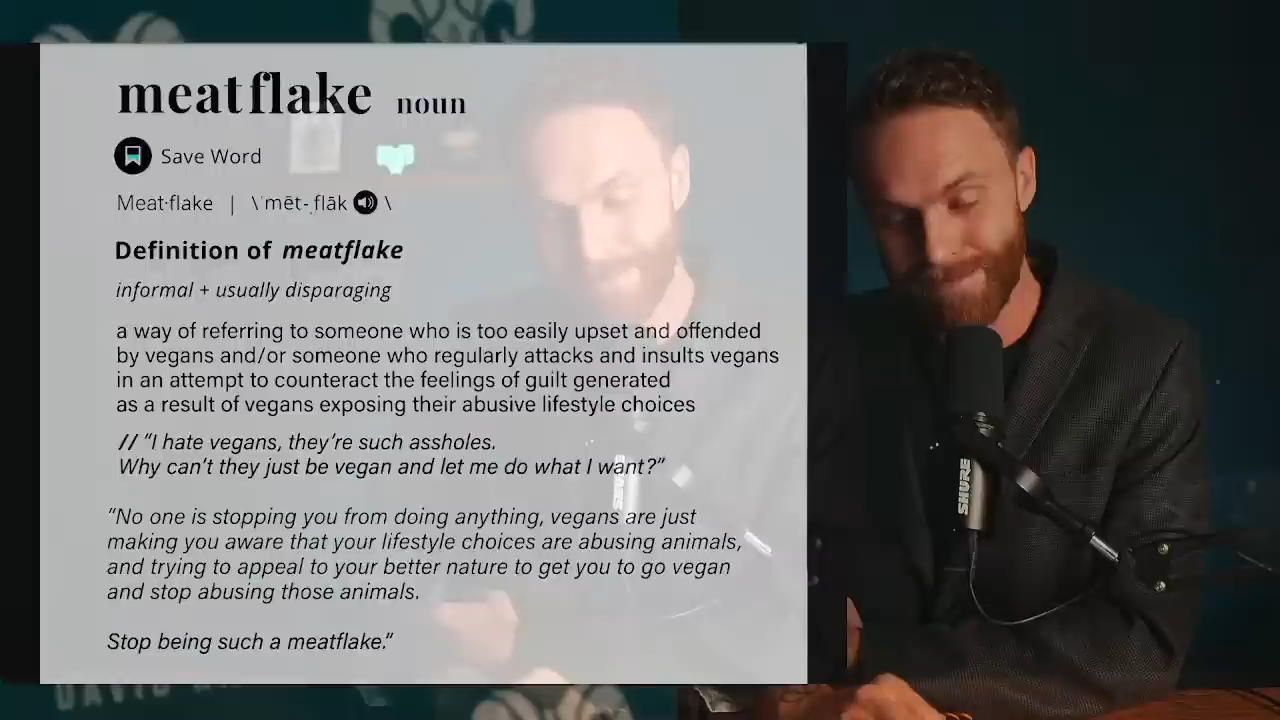 meatflake noun
Save Word
Meat·flake | \ˈmēt-ˌflāk \
Definition of meatflake
informal + usually disparaging
a way of referring to someone who is too easily upset and offended
by vegans and/or someone who regularly attacks and insults vegans
in an attempt to counteract the feelings of guilt generated
as a result of vegans exposing their abusive lifestyle choices
// “I hate vegans, they’re such assholes.
Why can’t they just be vegan and let me do what I want?”
“No one is stopping you from doing anything, vegans are just
making you aware that your lifestyle choices are abusing animals,
and trying to appeal to your better nature to get you to go vegan
and stop abusing those animals.
Stop being such a meatflake.”
SHURE
SHURE
DAVID